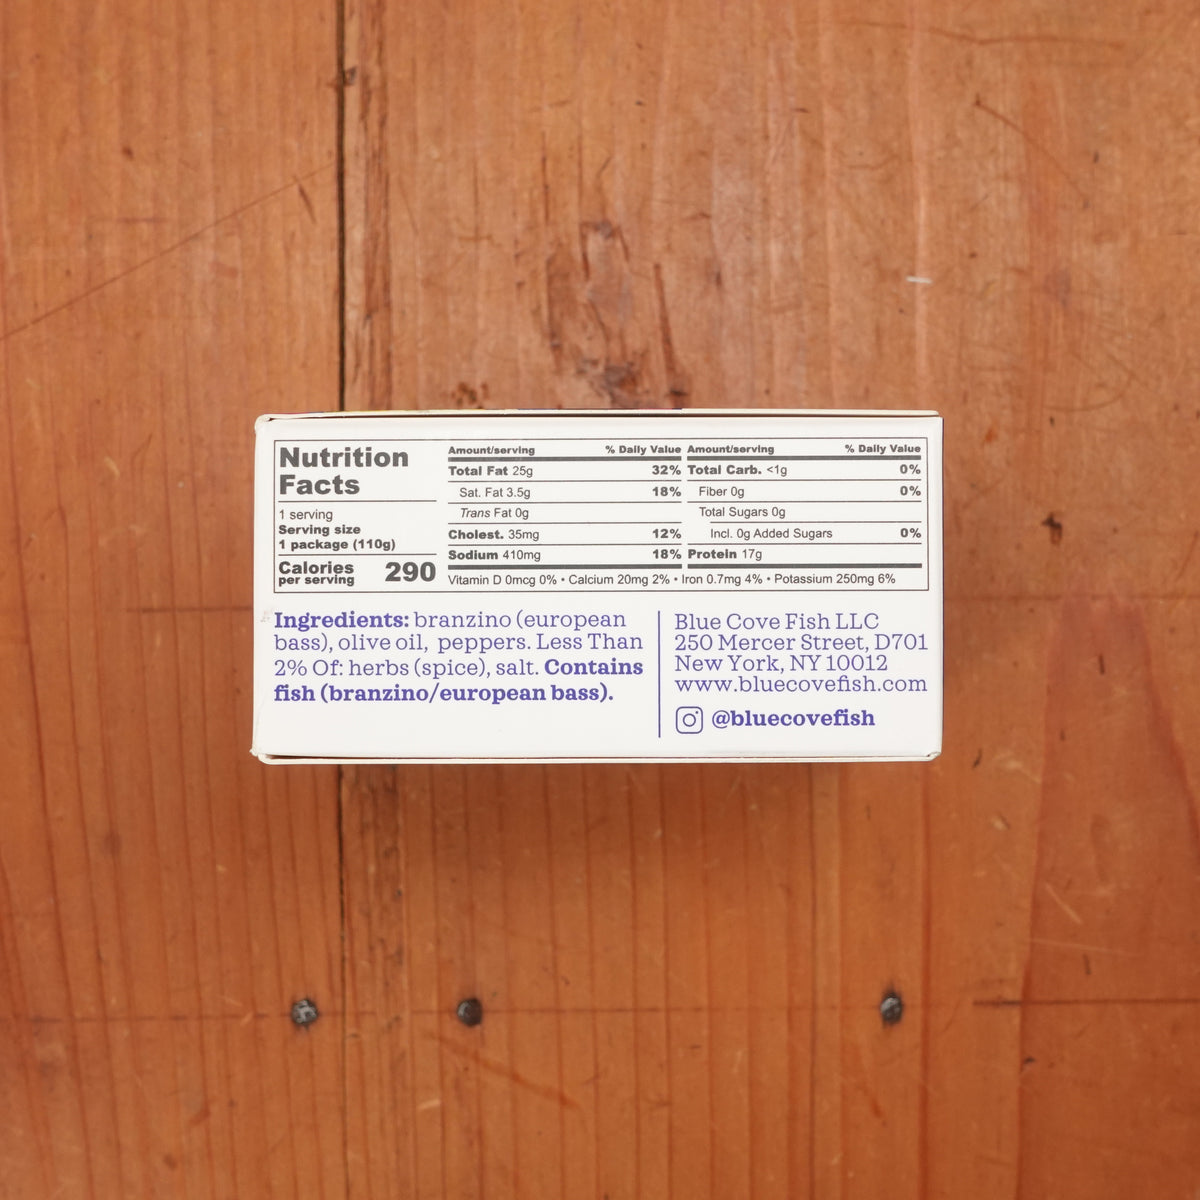 Nutrition
Facts
1 serving
Serving size
1 package (110g)
Calories
per serving
290
Amount/serving % Daily Value
Total Fat 25g 32%
Sat. Fat 3.5g 18%
Trans Fat 0g
Cholest. 35mg 12%
Sodium 410mg 18%
Amount/serving % Daily Value
Total Carb. <1g 0%
Fiber 0g 0%
Total Sugars 0g
Incl. 0g Added Sugars 0%
Protein 17g
Vitamin D 0mcg 0% • Calcium 20mg 2% • Iron 0.7mg 4% • Potassium 250mg 6%
Ingredients: branzino (european
bass), olive oil, peppers. Less Than
2% Of: herbs (spice), salt. Contains
fish (branzino/european bass).
Blue Cove Fish LLC
250 Mercer Street, D701
New York, NY 10012
www.bluecovefish.com
@bluecovefish